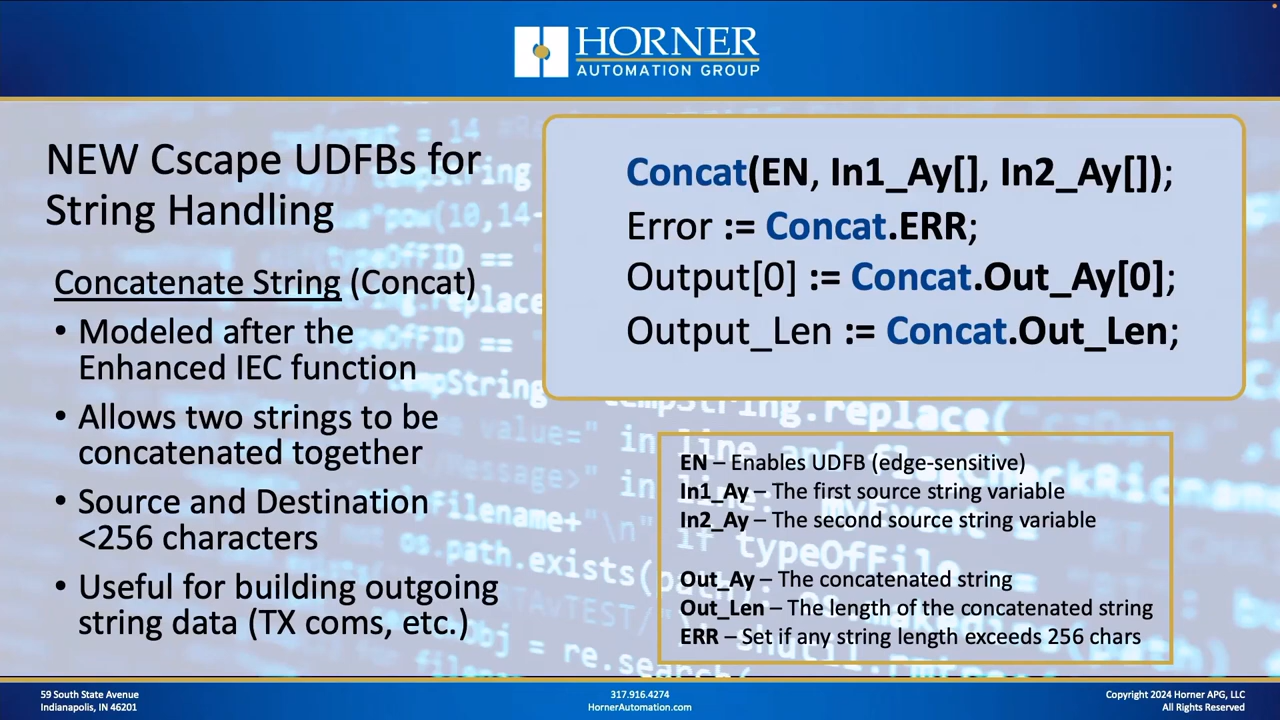 HORNER
AUTOMATION GROUP
NEW Cscape UDFBs for
String Handling
Concatenate String (Concat)
• Modeled after the
Enhanced IEC function
• Allows two strings to be
concatenated together
• Source and Destination
<256 characters
• Useful for building outgoing
string data (TX coms, etc.)
Concat(EN, In1_Ay[], In2_Ay[]);
Error := Concat.ERR;
Output[0] := Concat.Out_Ay[0];
Output_Len := Concat.Out_Len;
EN – Enables UDFB (edge-sensitive)
In1_Ay – The first source string variable
In2_Ay – The second source string variable
Out_Ay – The concatenated string
Out_Len – The length of the concatenated string
ERR – Set if any string length exceeds 256 chars
59 South State Avenue
Indianapolis, IN 46201
317.916.4274
HornerAutomation.com
Copyright 2024 Horner APG, LLC
All Rights Reserved